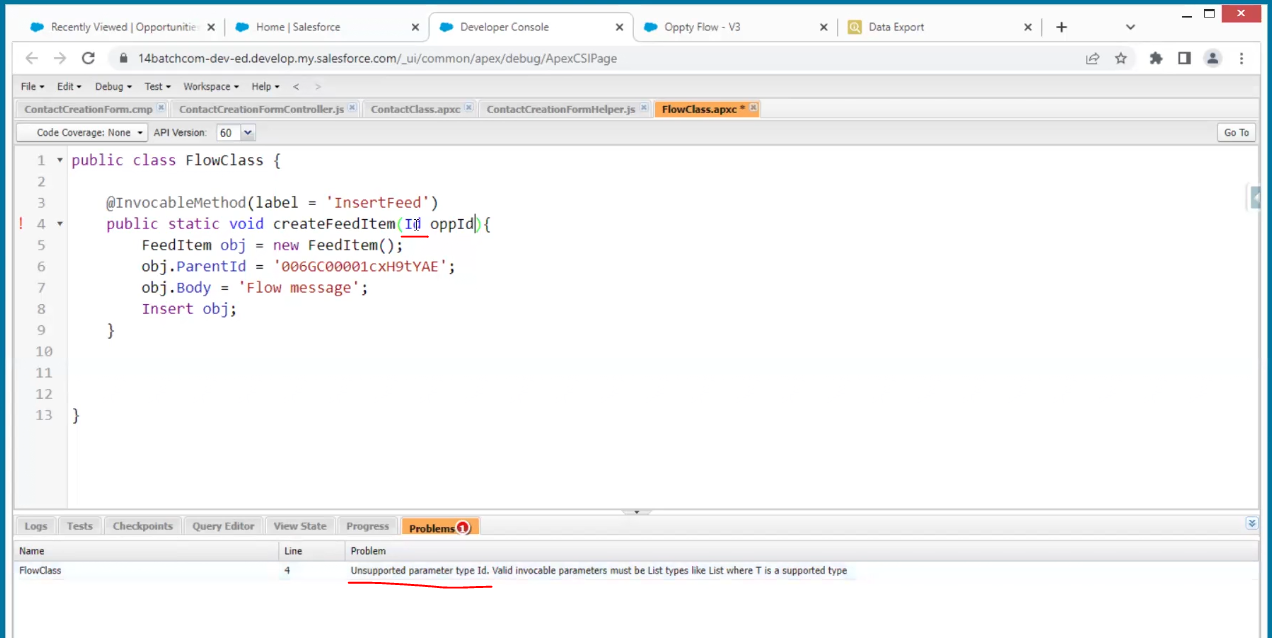 Recently Viewed | Opportunitie
Home | Salesforce
Developer Console
Oppty Flow - V3
Data Export
14batchcom-dev-ed.develop.my.salesforce.com/_ui/common/apex/debug/ApexCSIPage
File Edit Debug Test Workspace Help < >
ContactCreationForm.cmp ContactCreationFormController.js ContactClass.apxc ContactCreationFormHelper.js FlowClass.apxc *
Code Coverage: None API Version: 60 Go To
1 public class FlowClass {
2
3 @InvocableMethod(label = 'InsertFeed')
! 4 public static void createFeedItem(Id oppId){
5 FeedItem obj = new FeedItem();
6 obj.ParentId = '006GC00001cxH9tYAE';
7 obj.Body = 'Flow message';
8 Insert obj;
9 }
10
11
12
13 }
Logs Tests Checkpoints Query Editor View State Progress Problems 1
Name Line Problem
FlowClass 4 Unsupported parameter type Id. Valid invocable parameters must be List types like List where T is a supported type